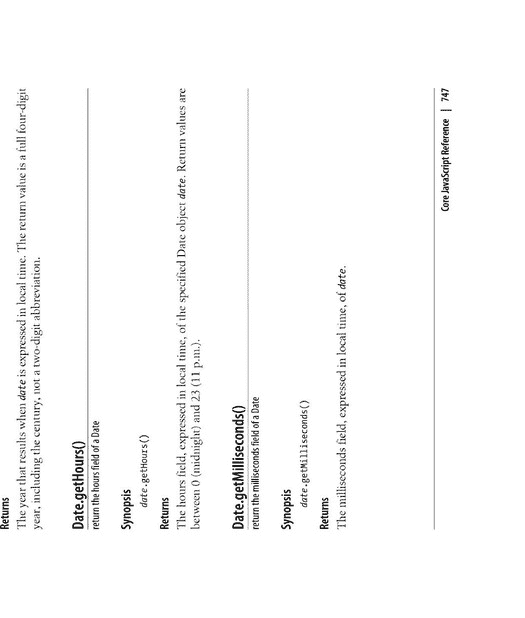 Returns
The year that results when date is expressed in local time. The return value is a full four-digit
year, including the century, not a two-digit abbreviation.
Date.getHours()
return the hours field of a Date
Synopsis
date.getHours()
Returns
The hours field, expressed in local time, of the specified Date object date. Return values are
between 0 (midnight) and 23 (11 p.m.).
Date.getMilliseconds()
return the milliseconds field of a Date
Synopsis
date.getMilliseconds()
Returns
The milliseconds field, expressed in local time, of date.
Core JavaScript Reference | 747